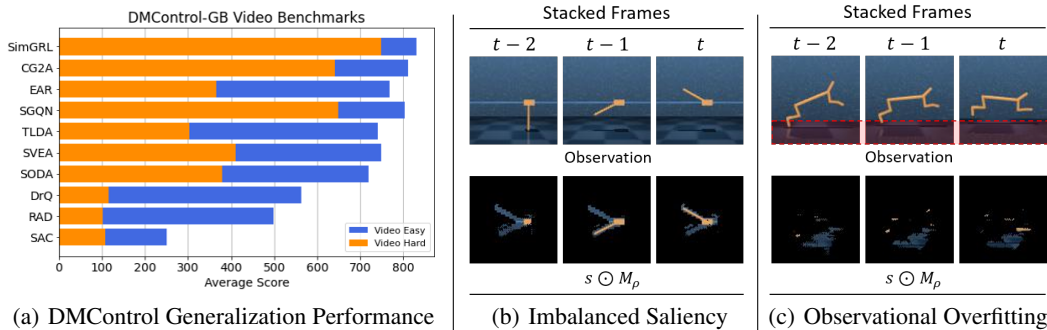 DMControl-GB Video Benchmarks
SimGRL
CG2A
EAR
SGQN
TLDA
SVEA
SODA
DrQ
RAD
SAC
Video Easy
Video Hard
0 100 200 300 400 500 600 700 800
Average Score
(a) DMControl Generalization Performance
Stacked Frames
t − 2 t − 1 t
Observation
s ⊙ Mρ
(b) Imbalanced Saliency
Stacked Frames
t − 2 t − 1 t
Observation
s ⊙ Mρ
(c) Observational Overfitting